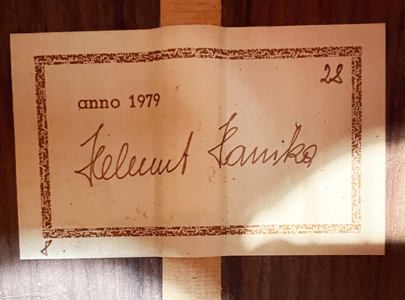 28
anno 1979
Helmut Hanika
8